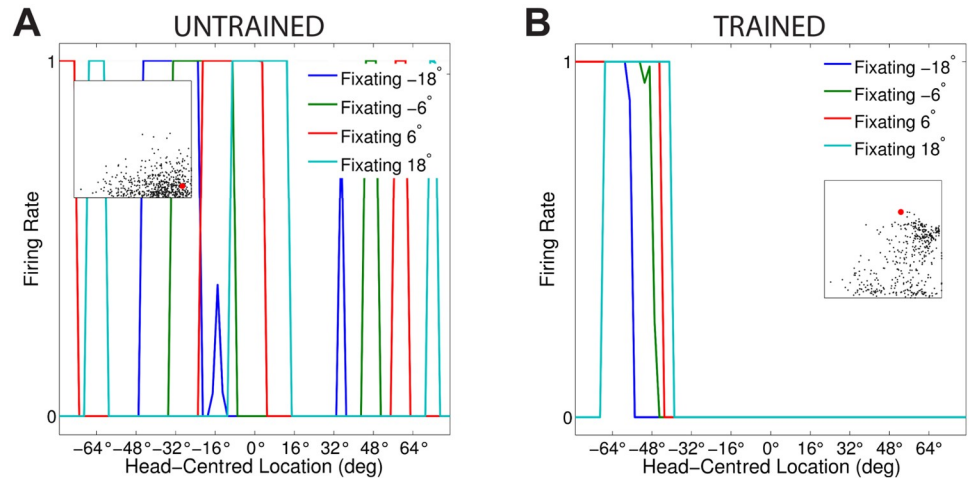 A UNTRAINED
1
Fixating −18°
Fixating −6°
Fixating 6°
Fixating 18°
Firing Rate
0
−64° −48° −32° −16° 0° 16° 32° 48° 64°
Head−Centred Location (deg)
B TRAINED
1
Fixating −18°
Fixating −6°
Fixating 6°
Fixating 18°
Firing Rate
0
−64° −48° −32° −16° 0° 16° 32° 48° 64°
Head−Centred Location (deg)